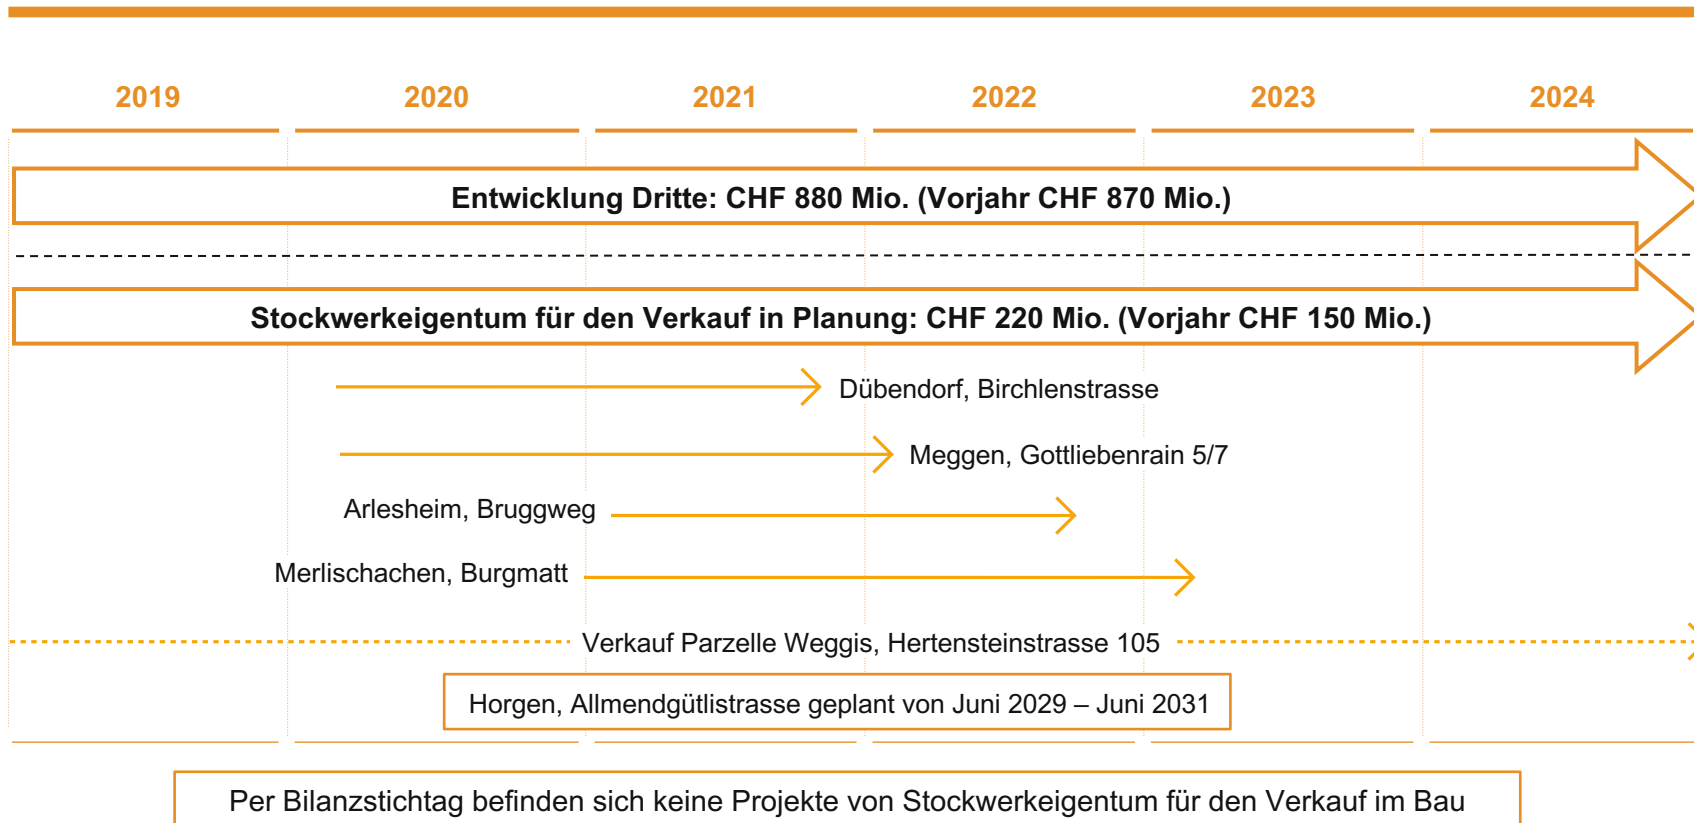 2019 2020 2021 2022 2023 2024
Entwicklung Dritte: CHF 880 Mio. (Vorjahr CHF 870 Mio.)
Stockwerkeigentum für den Verkauf in Planung: CHF 220 Mio. (Vorjahr CHF 150 Mio.)
Dübendorf, Birchlenstrasse
Meggen, Gottliebenrain 5/7
Arlesheim, Bruggweg
Merlischachen, Burgmatt
Verkauf Parzelle Weggis, Hertensteinstrasse 105
Horgen, Allmendgütlistrasse geplant von Juni 2029 – Juni 2031
Per Bilanzstichtag befinden sich keine Projekte von Stockwerkeigentum für den Verkauf im Bau